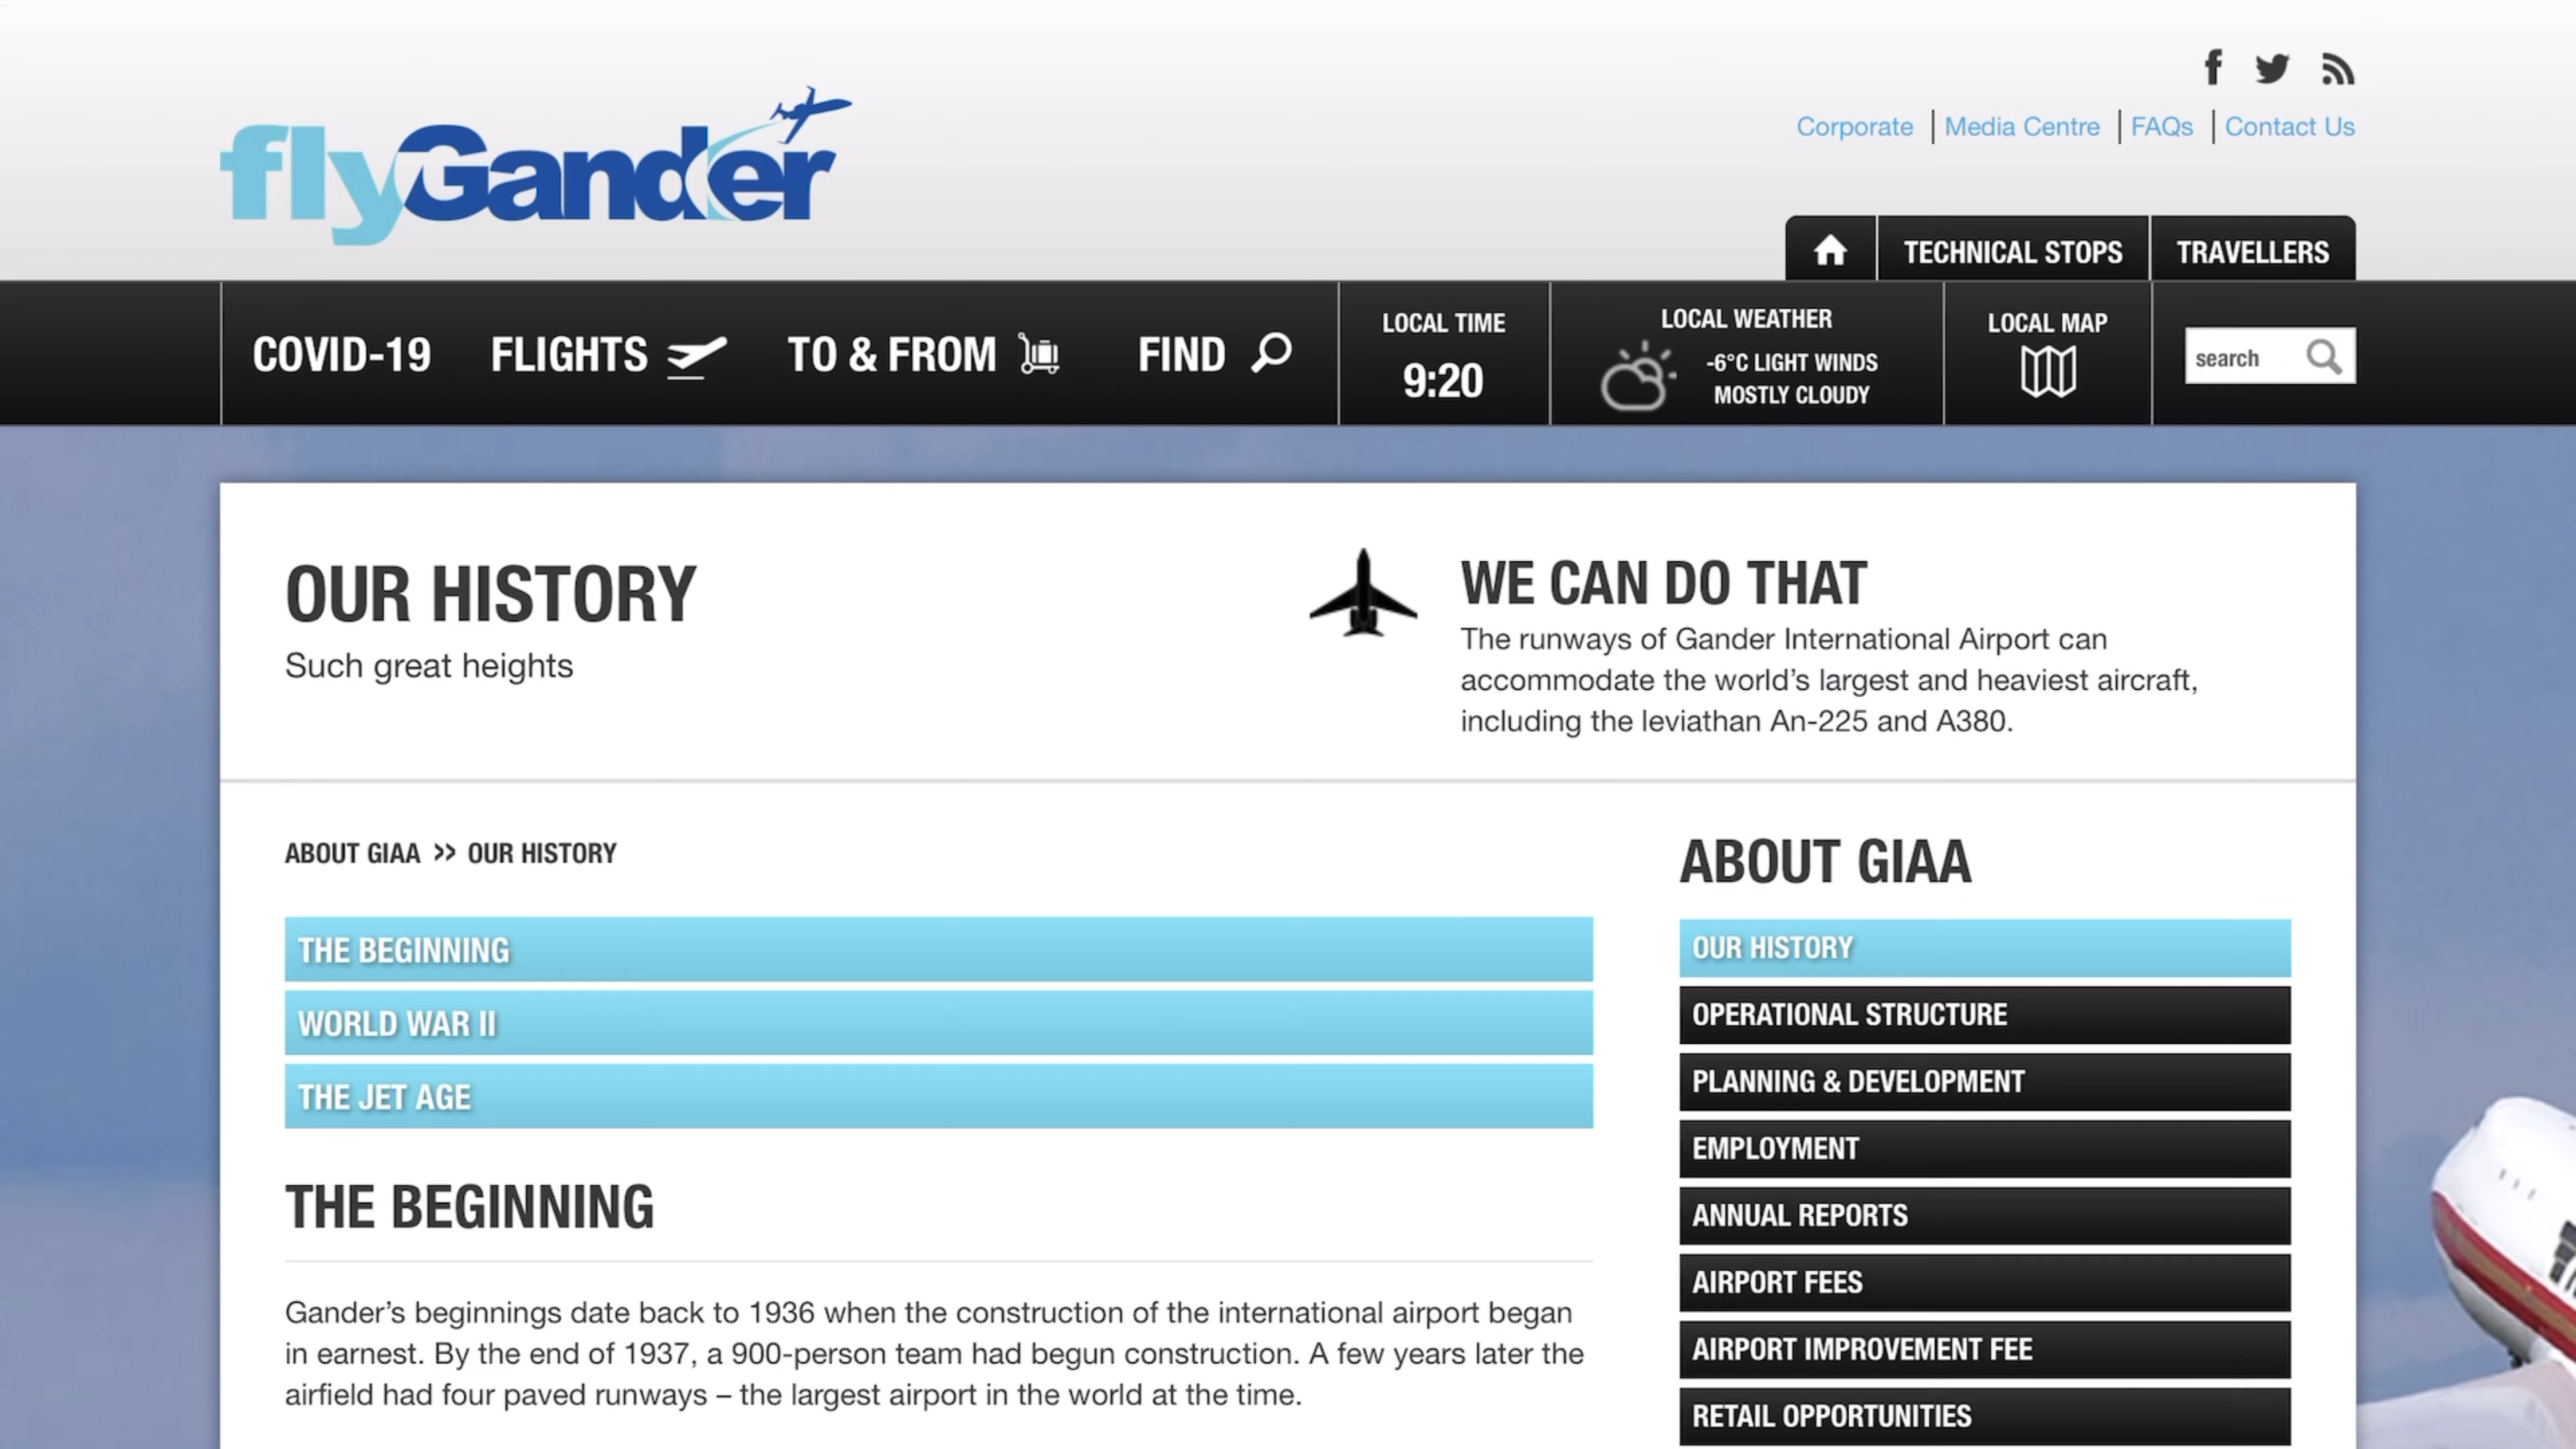 flyGander
Corporate
Media Centre
FAQs
Contact Us
TECHNICAL STOPS
TRAVELLERS
COVID-19
FLIGHTS
TO & FROM
FIND
LOCAL TIME
9:20
LOCAL WEATHER
-6°C LIGHT WINDS
MOSTLY CLOUDY
LOCAL MAP
search
OUR HISTORY
Such great heights
WE CAN DO THAT
The runways of Gander International Airport can
accommodate the world’s largest and heaviest aircraft,
including the leviathan An-225 and A380.
ABOUT GIAA >> OUR HISTORY
THE BEGINNING
WORLD WAR II
THE JET AGE
THE BEGINNING
Gander’s beginnings date back to 1936 when the construction of the international airport began
in earnest. By the end of 1937, a 900-person team had begun construction. A few years later the
airfield had four paved runways – the largest airport in the world at the time.
ABOUT GIAA
OUR HISTORY
OPERATIONAL STRUCTURE
PLANNING & DEVELOPMENT
EMPLOYMENT
ANNUAL REPORTS
AIRPORT FEES
AIRPORT IMPROVEMENT FEE
RETAIL OPPORTUNITIES